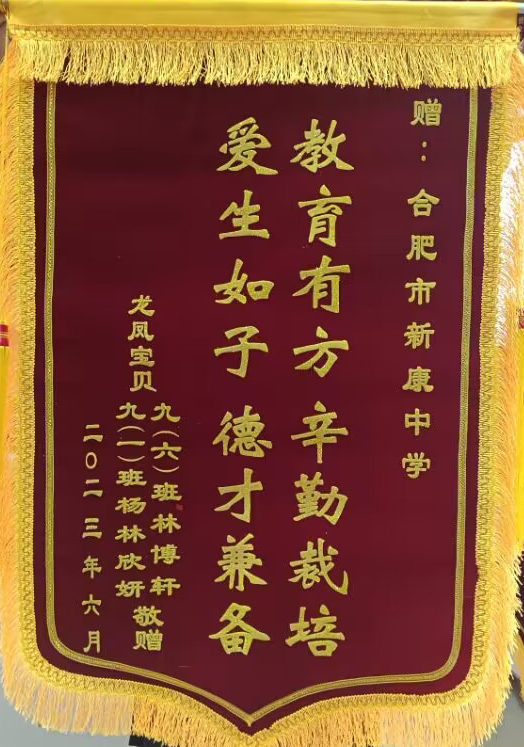 赠：合肥市新康中学
教育有方 辛勤裁培
爱生如子 德才兼备
龙凤宝贝
九（六）班林博轩
九（一）班杨林欣妍
敬赠
二〇二三年六月